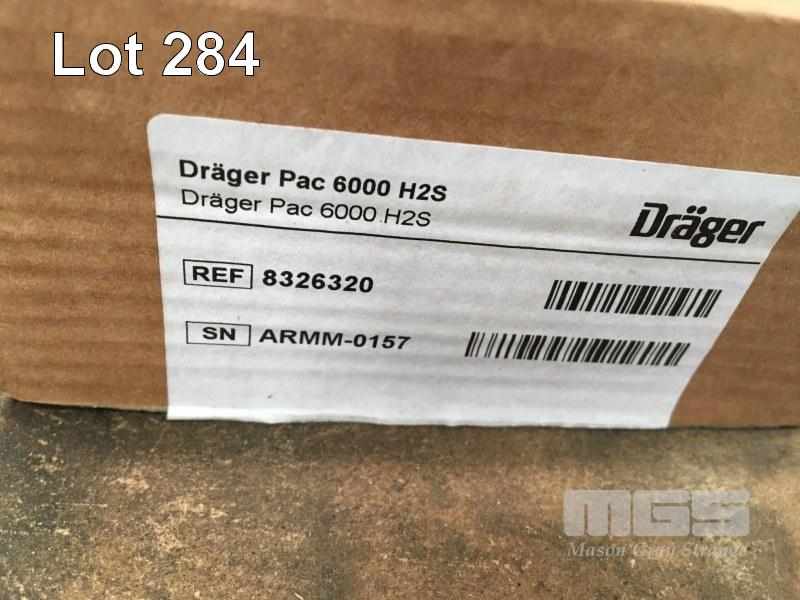 Lot 284
Dräger Pac 6000 H2S
Dräger Pac 6000 H2S
Dräger
REF 8326320
SN ARMM-0157
MGS
Mason Gray Strange